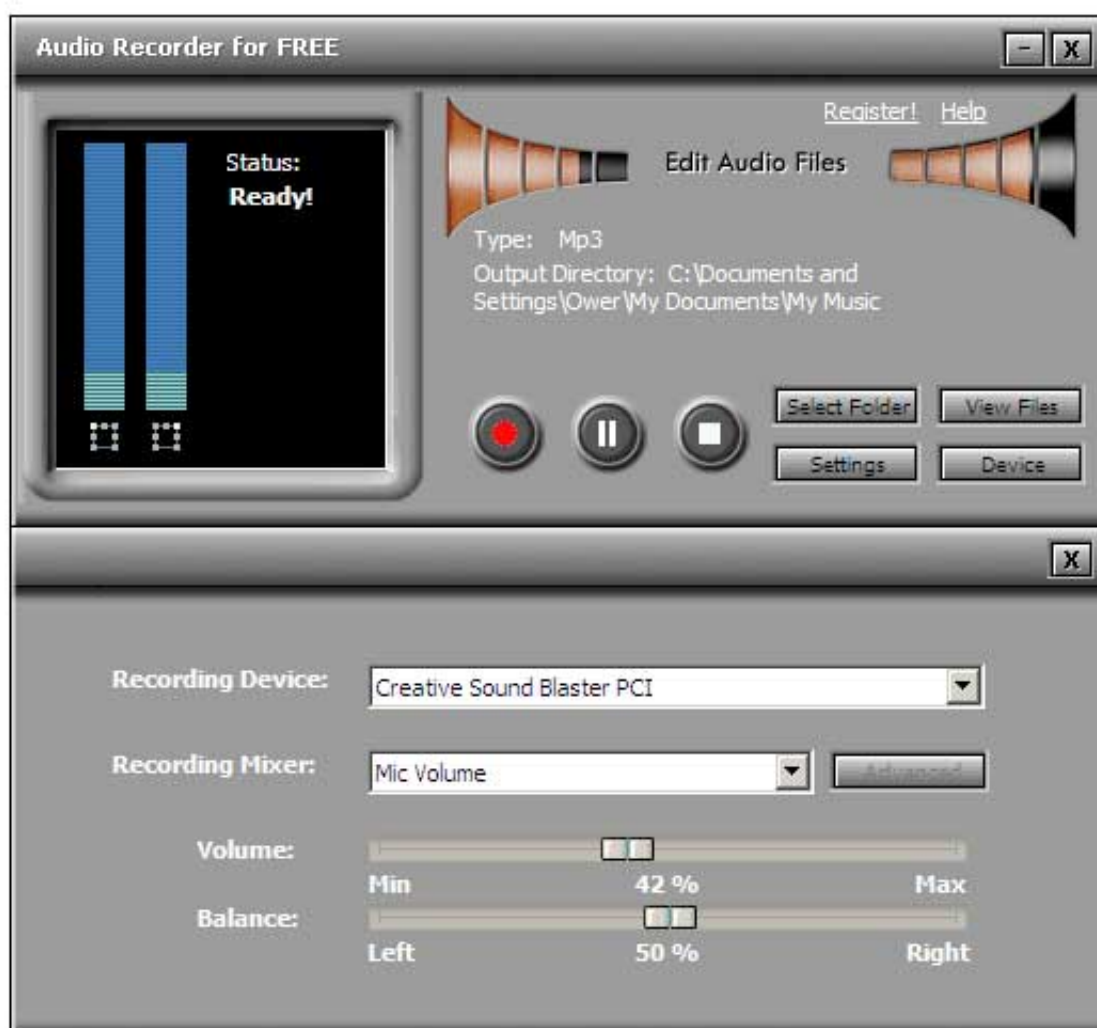 Audio Recorder for FREE
- X
Register! Help
Status:
Ready!
Edit Audio Files
Type: Mp3
Output Directory: C:\Documents and
Settings\Ower\My Documents\My Music
Select Folder View Files
Settings Device
X
Recording Device: Creative Sound Blaster PCI
Recording Mixer: Mic Volume Advanced
Volume:
Min 42 % Max
Balance:
Left 50 % Right